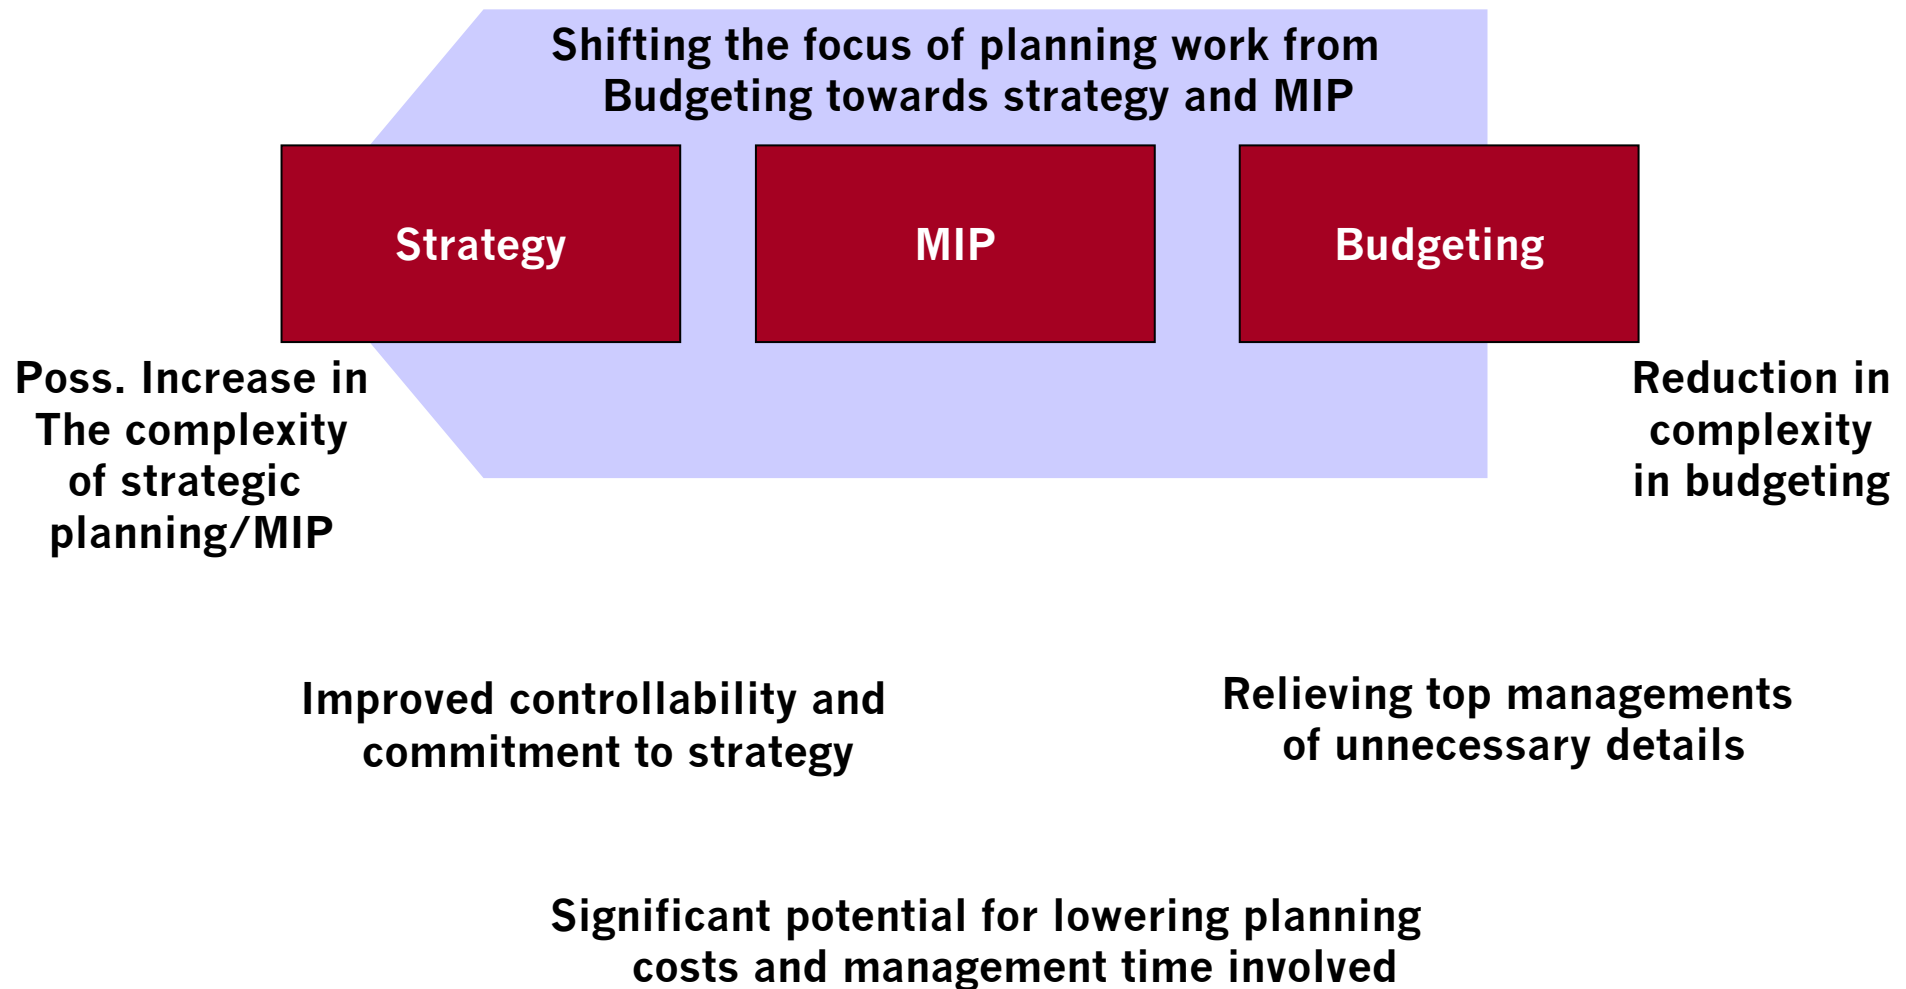 Shifting the focus of planning work from
Budgeting towards strategy and MIP
Strategy
MIP
Budgeting
Poss. Increase in
The complexity
of strategic
planning/MIP
Reduction in
complexity
in budgeting
Improved controllability and
commitment to strategy
Relieving top managements
of unnecessary details
Significant potential for lowering planning
costs and management time involved